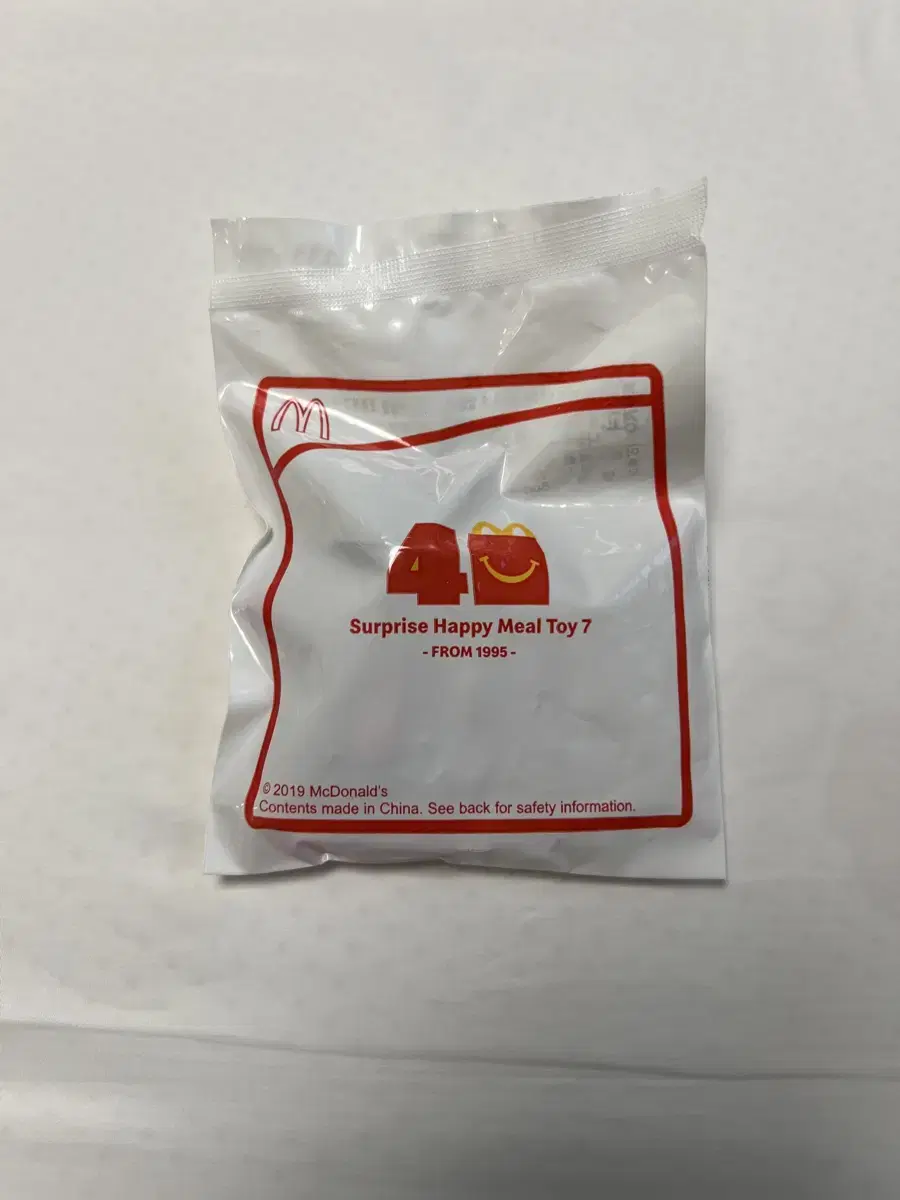 40
Surprise Happy Meal Toy 7
- FROM 1995 -
© 2019 McDonald's
Contents made in China. See back for safety information.